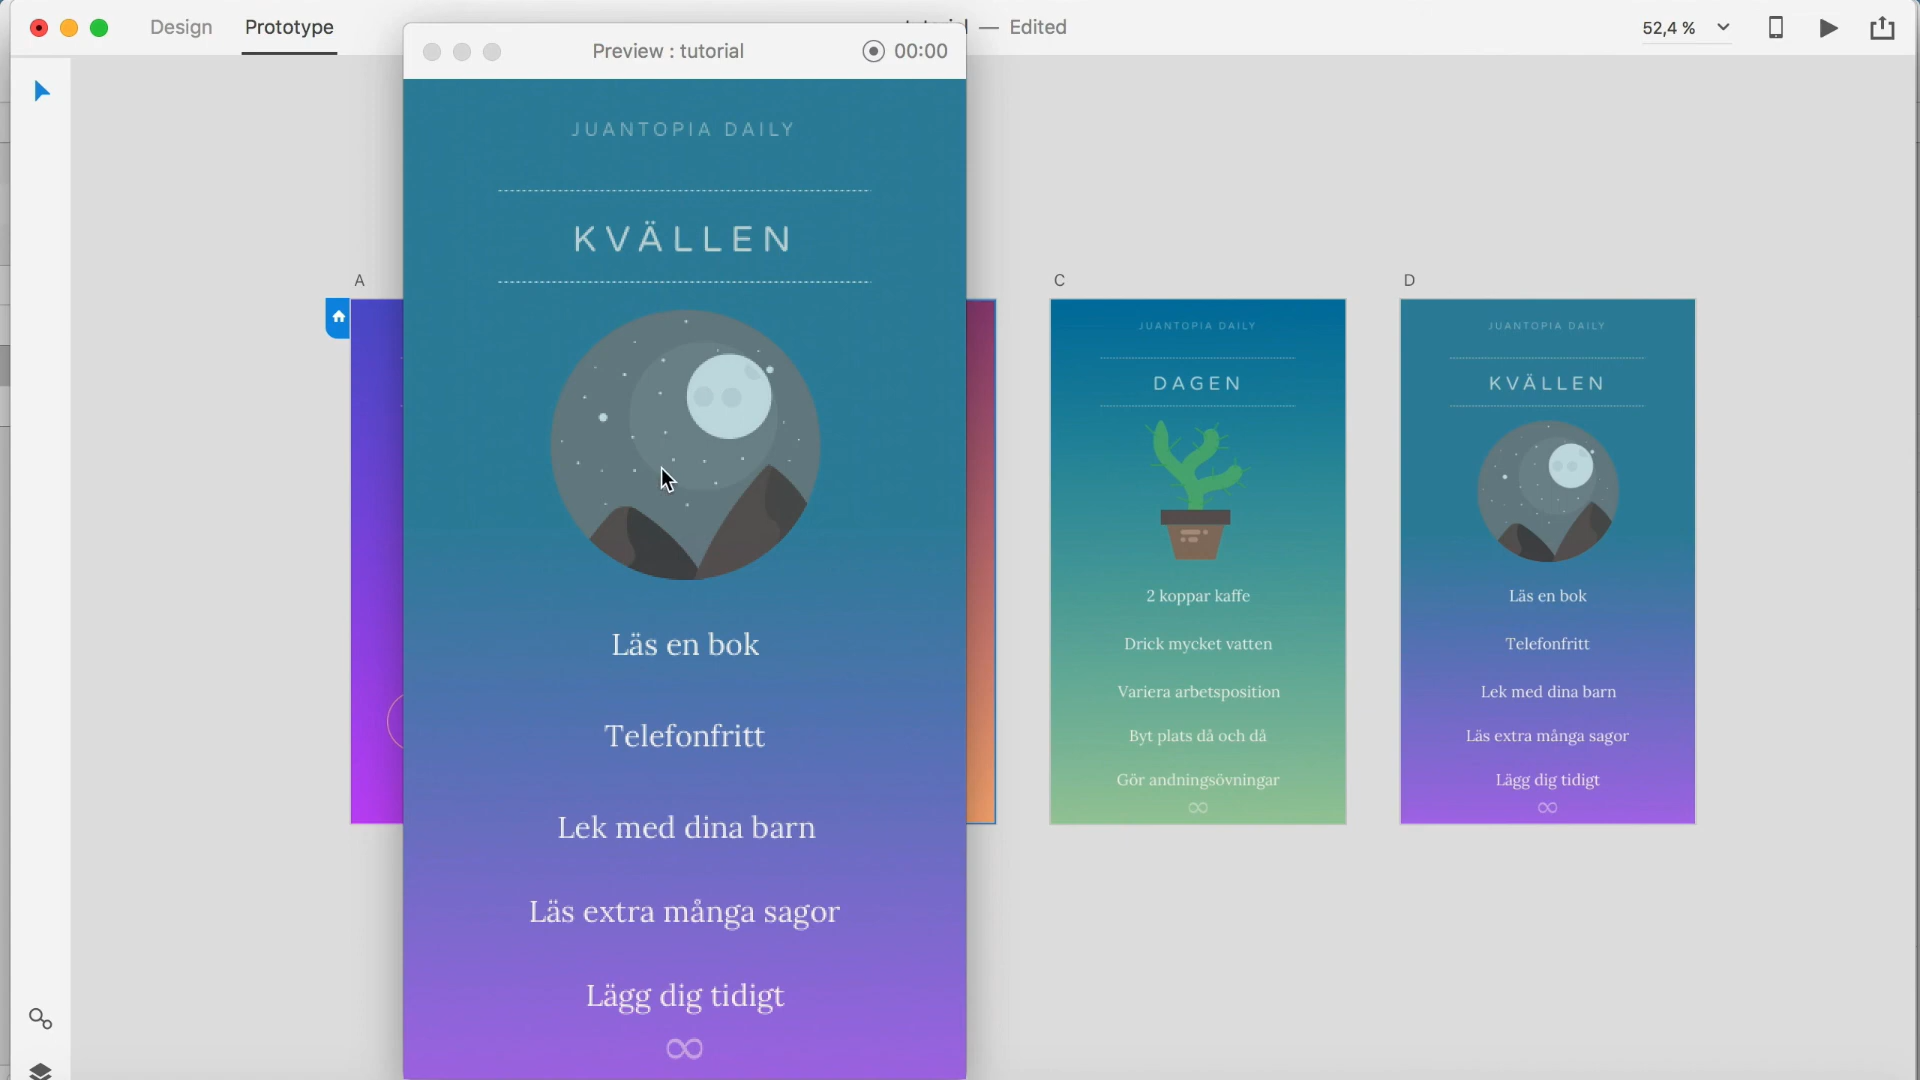 Design
Prototype
— Edited
52,4 %
Preview : tutorial
00:00
JUANTOPIA DAILY
KVÄLLEN
Läs en bok
Telefonfritt
Lek med dina barn
Läs extra många sagor
Lägg dig tidigt
A
C
JUANTOPIA DAILY
DAGEN
2 koppar kaffe
Drick mycket vatten
Variera arbetsposition
Byt plats då och då
Gör andningsövningar
D
JUANTOPIA DAILY
KVÄLLEN
Läs en bok
Telefonfritt
Lek med dina barn
Läs extra många sagor
Lägg dig tidigt